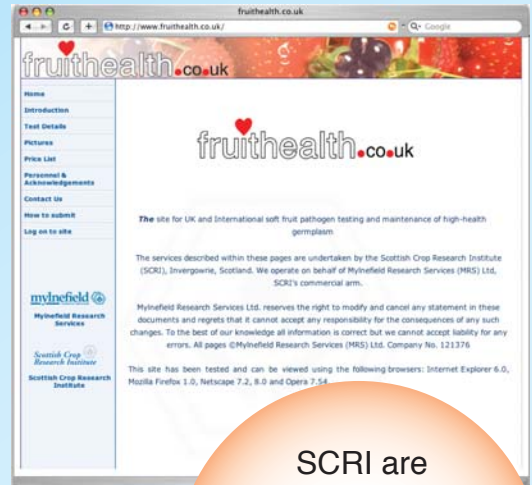 fruithealth.co.uk
http://www.fruithealth.co.uk/
Q- Google
fruithealth.co.uk
Home
Introduction
Test Details
Pictures
Price List
Personnel &
Acknowledgements
Contact Us
How to submit
Log on to site
mylnefield
Mylnefield Research
Services
Scottish Crop
Research Institute
Scottish Crop Research
Institute
fruithealth.co.uk
The site for UK and International soft fruit pathogen testing and maintenance of high-health
germplasm
The services described within these pages are undertaken by the Scottish Crop Research Institute
(SCRI), Invergowrie, Scotland. We operate on behalf of Mylnefield Research Services (MRS) Ltd,
SCRI's commercial arm.
Mylnefield Research Services Ltd. reserves the right to modify and cancel any statement in these
documents and regrets that it cannot accept any responsibility for the consequences of any such
changes. To the best of our knowledge all information is correct but we cannot accept liability for any
errors. All pages ©Mylnefield Research Services (MRS) Ltd. Company No. 121376
This site has been tested and can be viewed using the following browsers: Internet Explorer 6.0,
Mozilla Firefox 1.0, Netscape 7.2, 8.0 and Opera 7.54
SCRI are